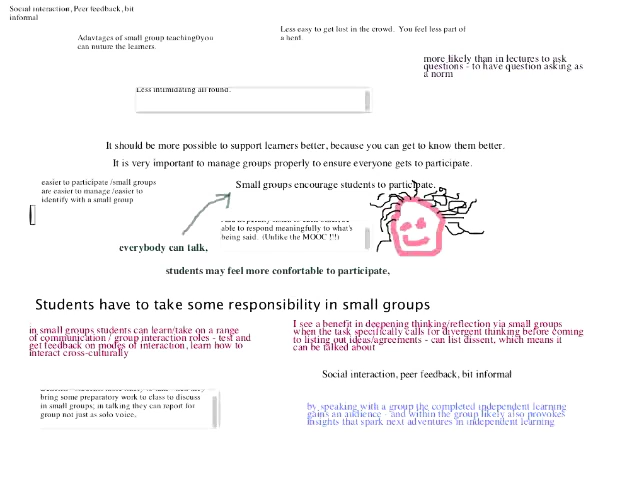 Social interaction, Peer feedback, bit
informal
Less easy to get lost in the crowd. You feel less part of
a herd.
Adavtages of small group teaching0you
can nuture the learners.
more likely than in lectures to ask
questions - to have question asking as
a norm
Less intimidating all round.
It should be more possible to support learners better, because you can get to know them better.
It is very important to manage groups properly to ensure everyone gets to participate.
easier to participate /small groups
are easier to manage /easier to
identify with a small group
Small groups encourage students to participate.
able to respond meaningfully to what's
being said. (Unlike the MOOC !!!)
everybody can talk,
students may feel more confortable to participate,
Students have to take some responsibility in small groups
in small groups students can learn/take on a range
of communication / group interaction roles - test and
get feedback on modes of interaction, learn how to
interact cross-culturally
I see a benefit in deepening thinking/reflection via small groups
when the task specifically calls for divergent thinking before coming
to listing out ideas/agreements - can list dissent, which means it
can be talked about
Social interaction, peer feedback, bit informal
bring some preparatory work to class to discuss
in small groups; in talking they can report for
group not just as solo voice.
by speaking with a group the completed independent learning
gains an audience - and within the group likely also provokes
insights that spark next adventures in independent learning